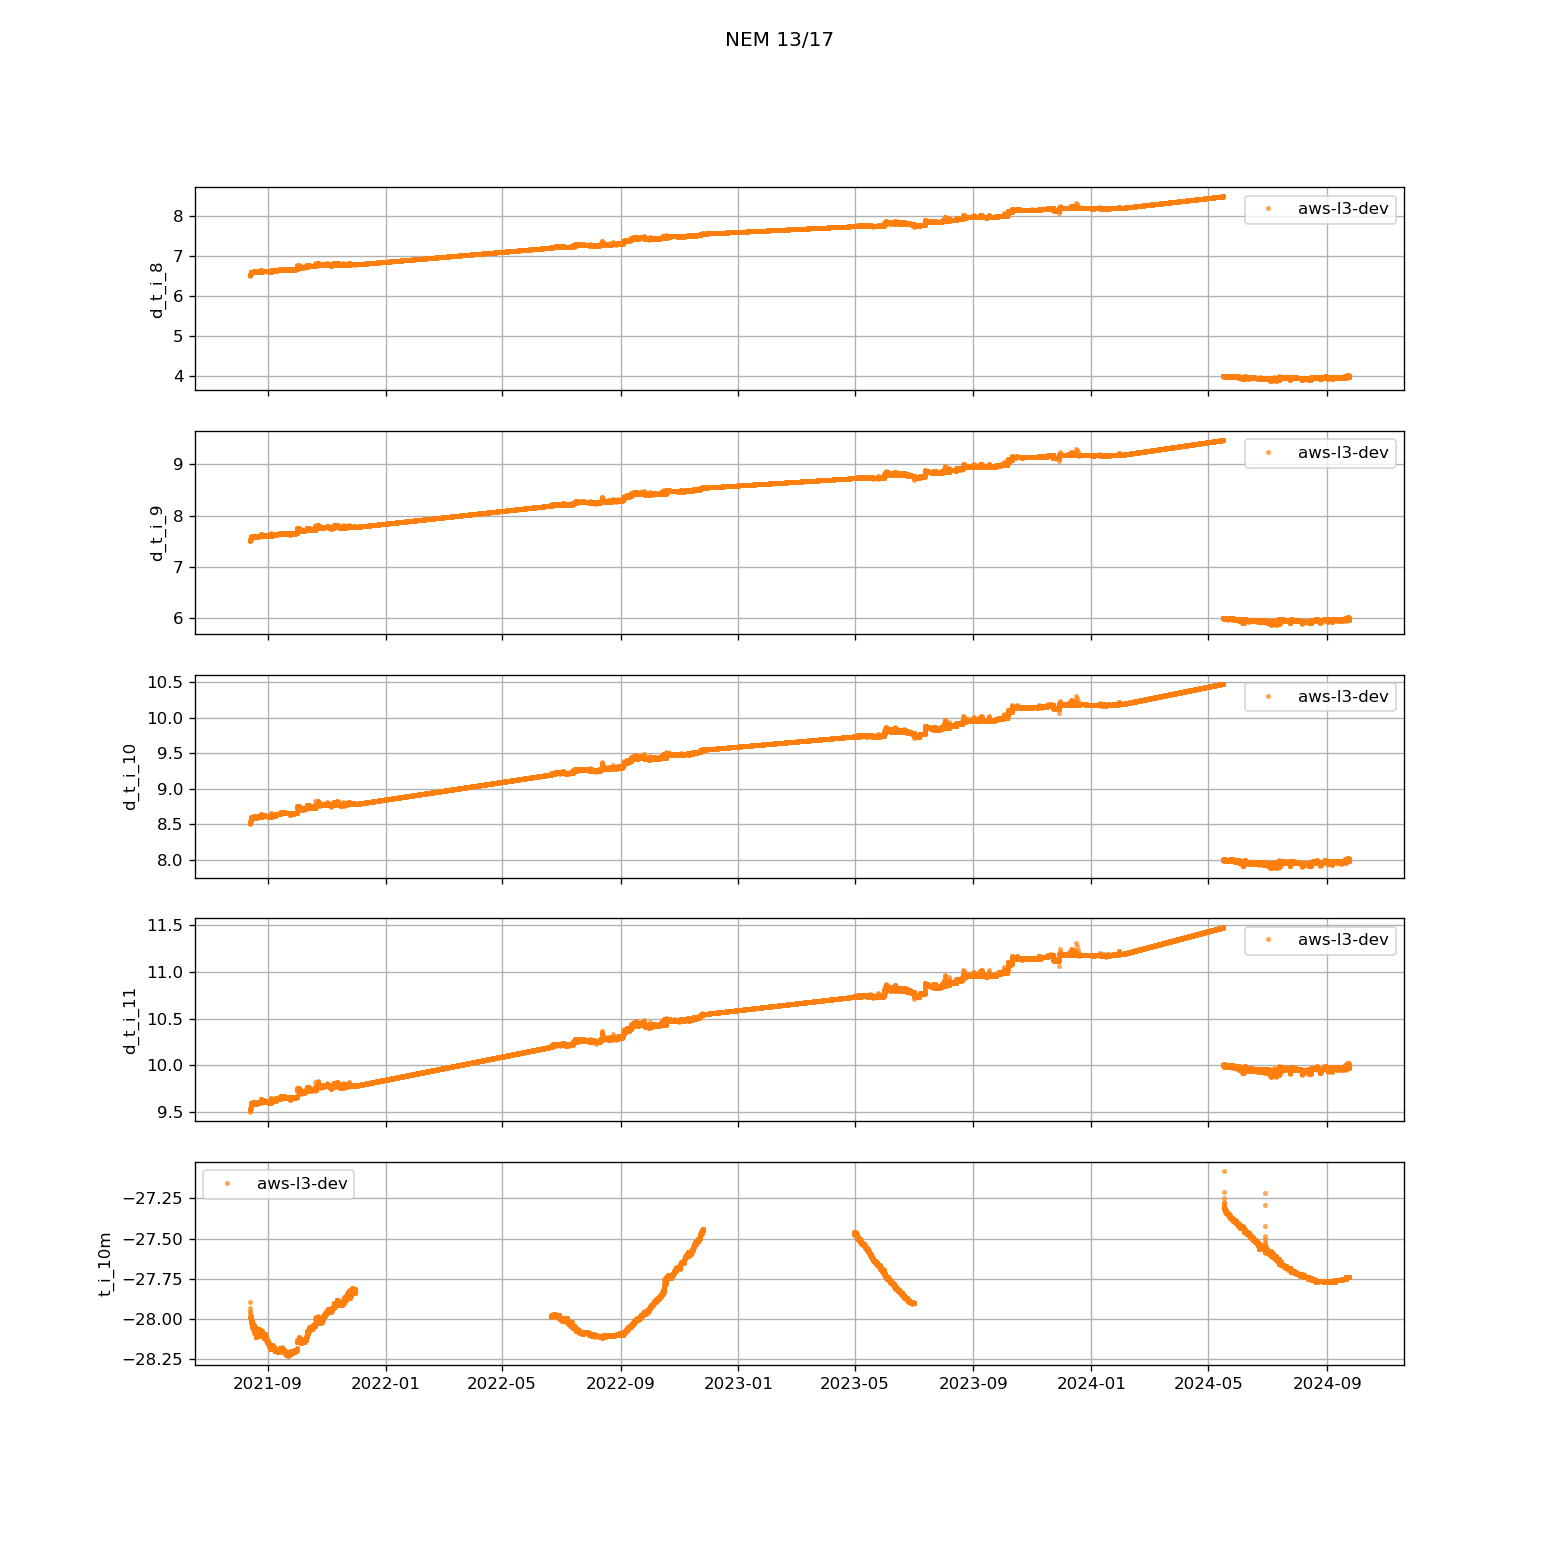 NEM 13/17
8
7
6
5
4
d_t_i_8
aws-l3-dev
9
8
7
6
d_t_i_9
aws-l3-dev
10.5
10.0
9.5
9.0
8.5
8.0
d_t_i_10
aws-l3-dev
11.5
11.0
10.5
10.0
9.5
d_t_i_11
aws-l3-dev
−27.25
−27.50
−27.75
−28.00
−28.25
t_i_10m
aws-l3-dev
2021-09 2022-01 2022-05 2022-09 2023-01 2023-05 2023-09 2024-01 2024-05 2024-09